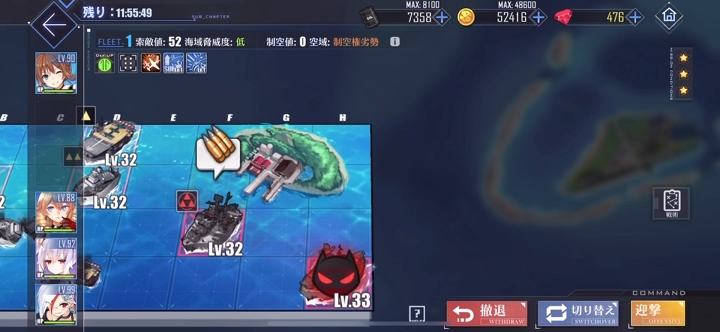 残り：11:55:49
SUB_CHAPTER
MAX: 8100
7358
MAX: 48600
52416
476
FLEET_1 索敵値: 52 海域脅威度: 低 制空値: 0 空域: 制空権劣勢
LV.90
B C D E F G H
Lv.32
LV.88
Lv.32
Lv.32
LV.92
Lv.33
LV.99
戦術
COMMAND
?
撤退
WITHDRAW
切り替え
SWITCHOVER
迎撃
OFFENSIVE